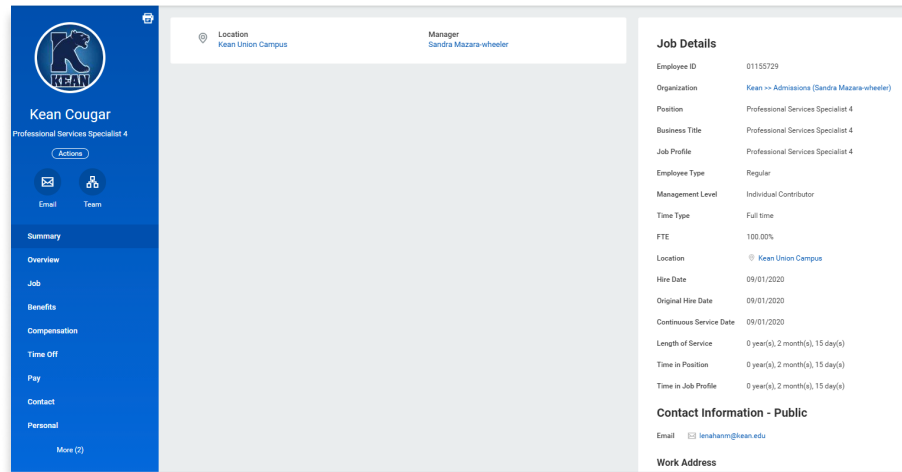 KEAN
Kean Cougar
Professional Services Specialist 4
Actions
Email Team
Summary
Overview
Job
Benefits
Compensation
Time Off
Pay
Contact
Personal
More (2)
Location
Kean Union Campus
Manager
Sandra Mazara-wheeler
Job Details
Employee ID 01155729
Organization Kean >> Admissions (Sandra Mazara-wheeler)
Position Professional Services Specialist 4
Business Title Professional Services Specialist 4
Job Profile Professional Services Specialist 4
Employee Type Regular
Management Level Individual Contributor
Time Type Full time
FTE 100.00%
Location Kean Union Campus
Hire Date 09/01/2020
Original Hire Date 09/01/2020
Continuous Service Date 09/01/2020
Length of Service 0 year(s), 2 month(s), 15 day(s)
Time in Position 0 year(s), 2 month(s), 15 day(s)
Time in Job Profile 0 year(s), 2 month(s), 15 day(s)
Contact Information - Public
Email lenahanm@kean.edu
Work Address